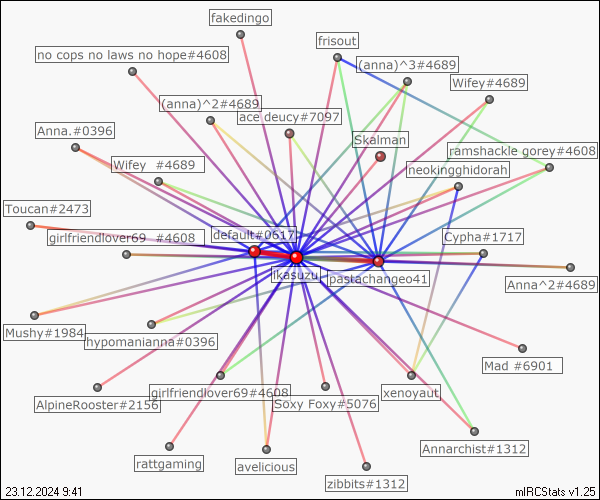 fakedingo
frisout
no cops no laws no hope#4608
(anna)^3#4689
Wifey#4689
(anna)^2#4689
ace deucy#7097
Anna.#0396
Skalman
ramshackle gorey#4608
Wifey #4689
neokingghidorah
Toucan#2473
girlfriendlover69 #4608
default#0617
Cypha#1717
ikasuzu
pastachangeo41
Anna^2#4689
Mushy#1984
hypomanianna#0396
Mad #6901
AlpineRooster#2156
girlfriendlover69#4608
Soxy Foxy#5076
xenoyaut
Annarchist#1312
rattgaming
avelicious
zibbits#1312
23.12.2024 9:41
mIRCStats v1.25